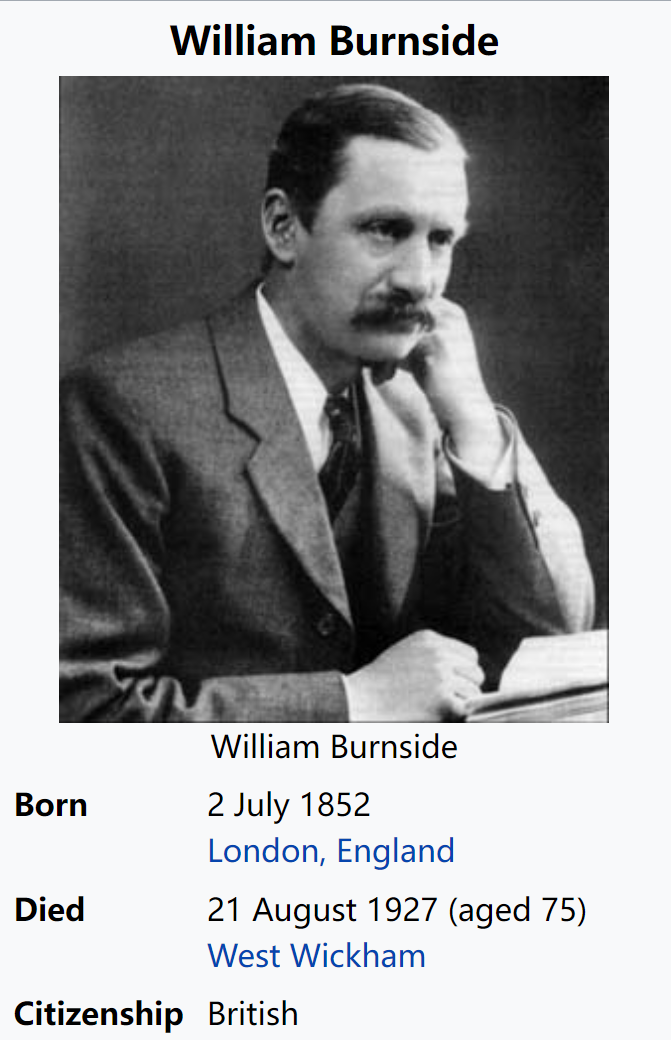 William Burnside
William Burnside
Born 2 July 1852
London, England
Died 21 August 1927 (aged 75)
West Wickham
Citizenship British